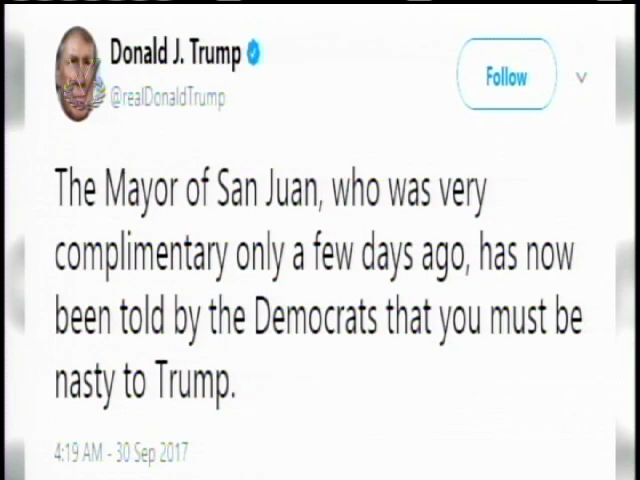 Donald J. Trump
@realDonaldTrump
Follow
The Mayor of San Juan, who was very
complimentary only a few days ago, has now
been told by the Democrats that you must be
nasty to Trump.
4:19 AM - 30 Sep 2017